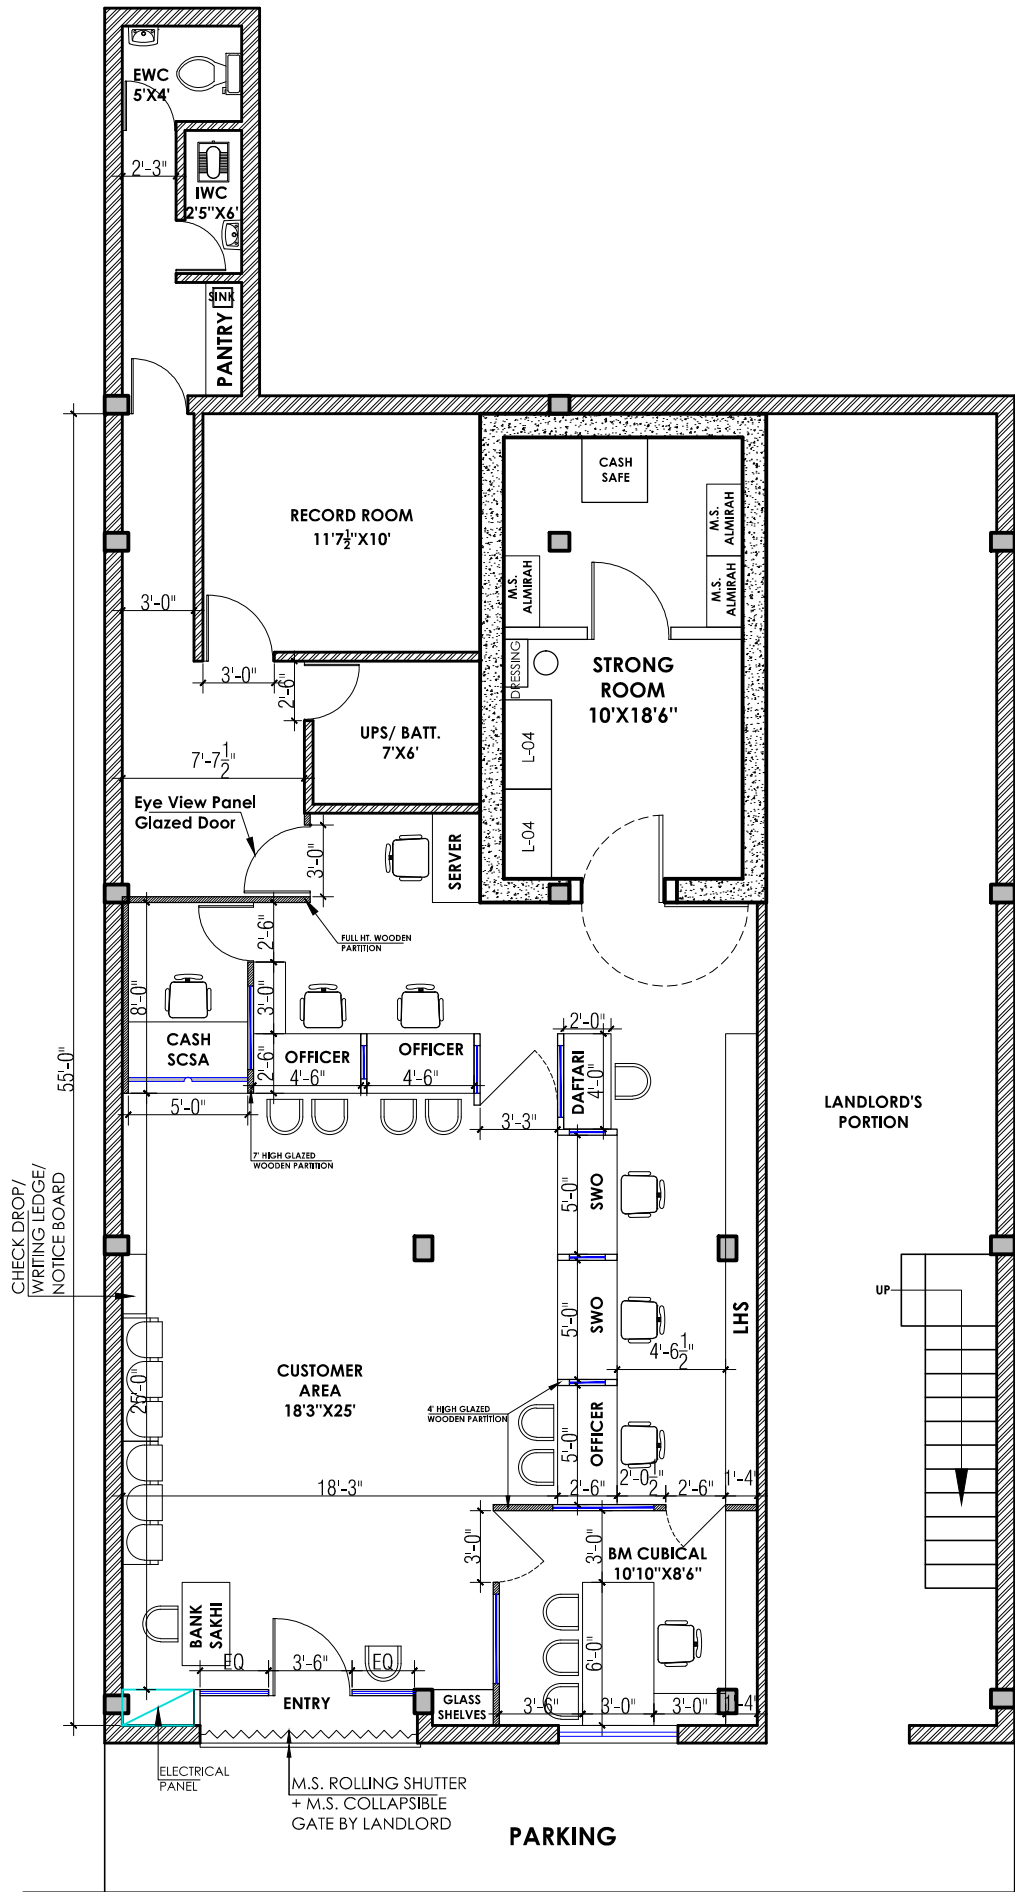 EWC
5'X4'
2'-3"
IWC
2'5"X6'
SINK
PANTRY
CASH
SAFE
RECORD ROOM
11'7½"X10'
M.S.
ALMIRAH
M.S.
ALMIRAH
M.S.
ALMIRAH
3'-0"
3'-0"
2'-6"
DRESSING
STRONG
ROOM
10'X18'6"
UPS/ BATT.
7'X6'
L-04
L-04
7'-7½"
Eye View Panel
Glazed Door
3'-0"
SERVER
FULL HT. WOODEN
PARTITION
2'-6"
8'-0"
3'-0"
CASH
SCSA
2'-6"
OFFICER
4'-6"
OFFICER
4'-6"
2'-0"
DAFTARI
4'-0"
55'-0"
5'-0"
3'-3"
LANDLORD'S
PORTION
7' HIGH GLAZED
WOODEN PARTITION
CHECK DROP/
WRITING LEDGE/
NOTICE BOARD
5'-0"
SWO
5'-0"
SWO
UP
LHS
4'-6½"
25'-0"
CUSTOMER
AREA
18'3"X25'
4' HIGH GLAZED
WOODEN PARTITION
5'-0"
OFFICER
18'-3"
2'-6"
2'-0½"
2'-6"
1'-4"
3'-0"
3'-0"
BM CUBICAL
10'10"X8'6"
BANK
SAKHI
6'-0"
EQ
3'-6"
EQ
ENTRY
GLASS
SHELVES
3'-6"
3'-0"
3'-0"
1'-4"
ELECTRICAL
PANEL
M.S. ROLLING SHUTTER
+ M.S. COLLAPSIBLE
GATE BY LANDLORD
PARKING